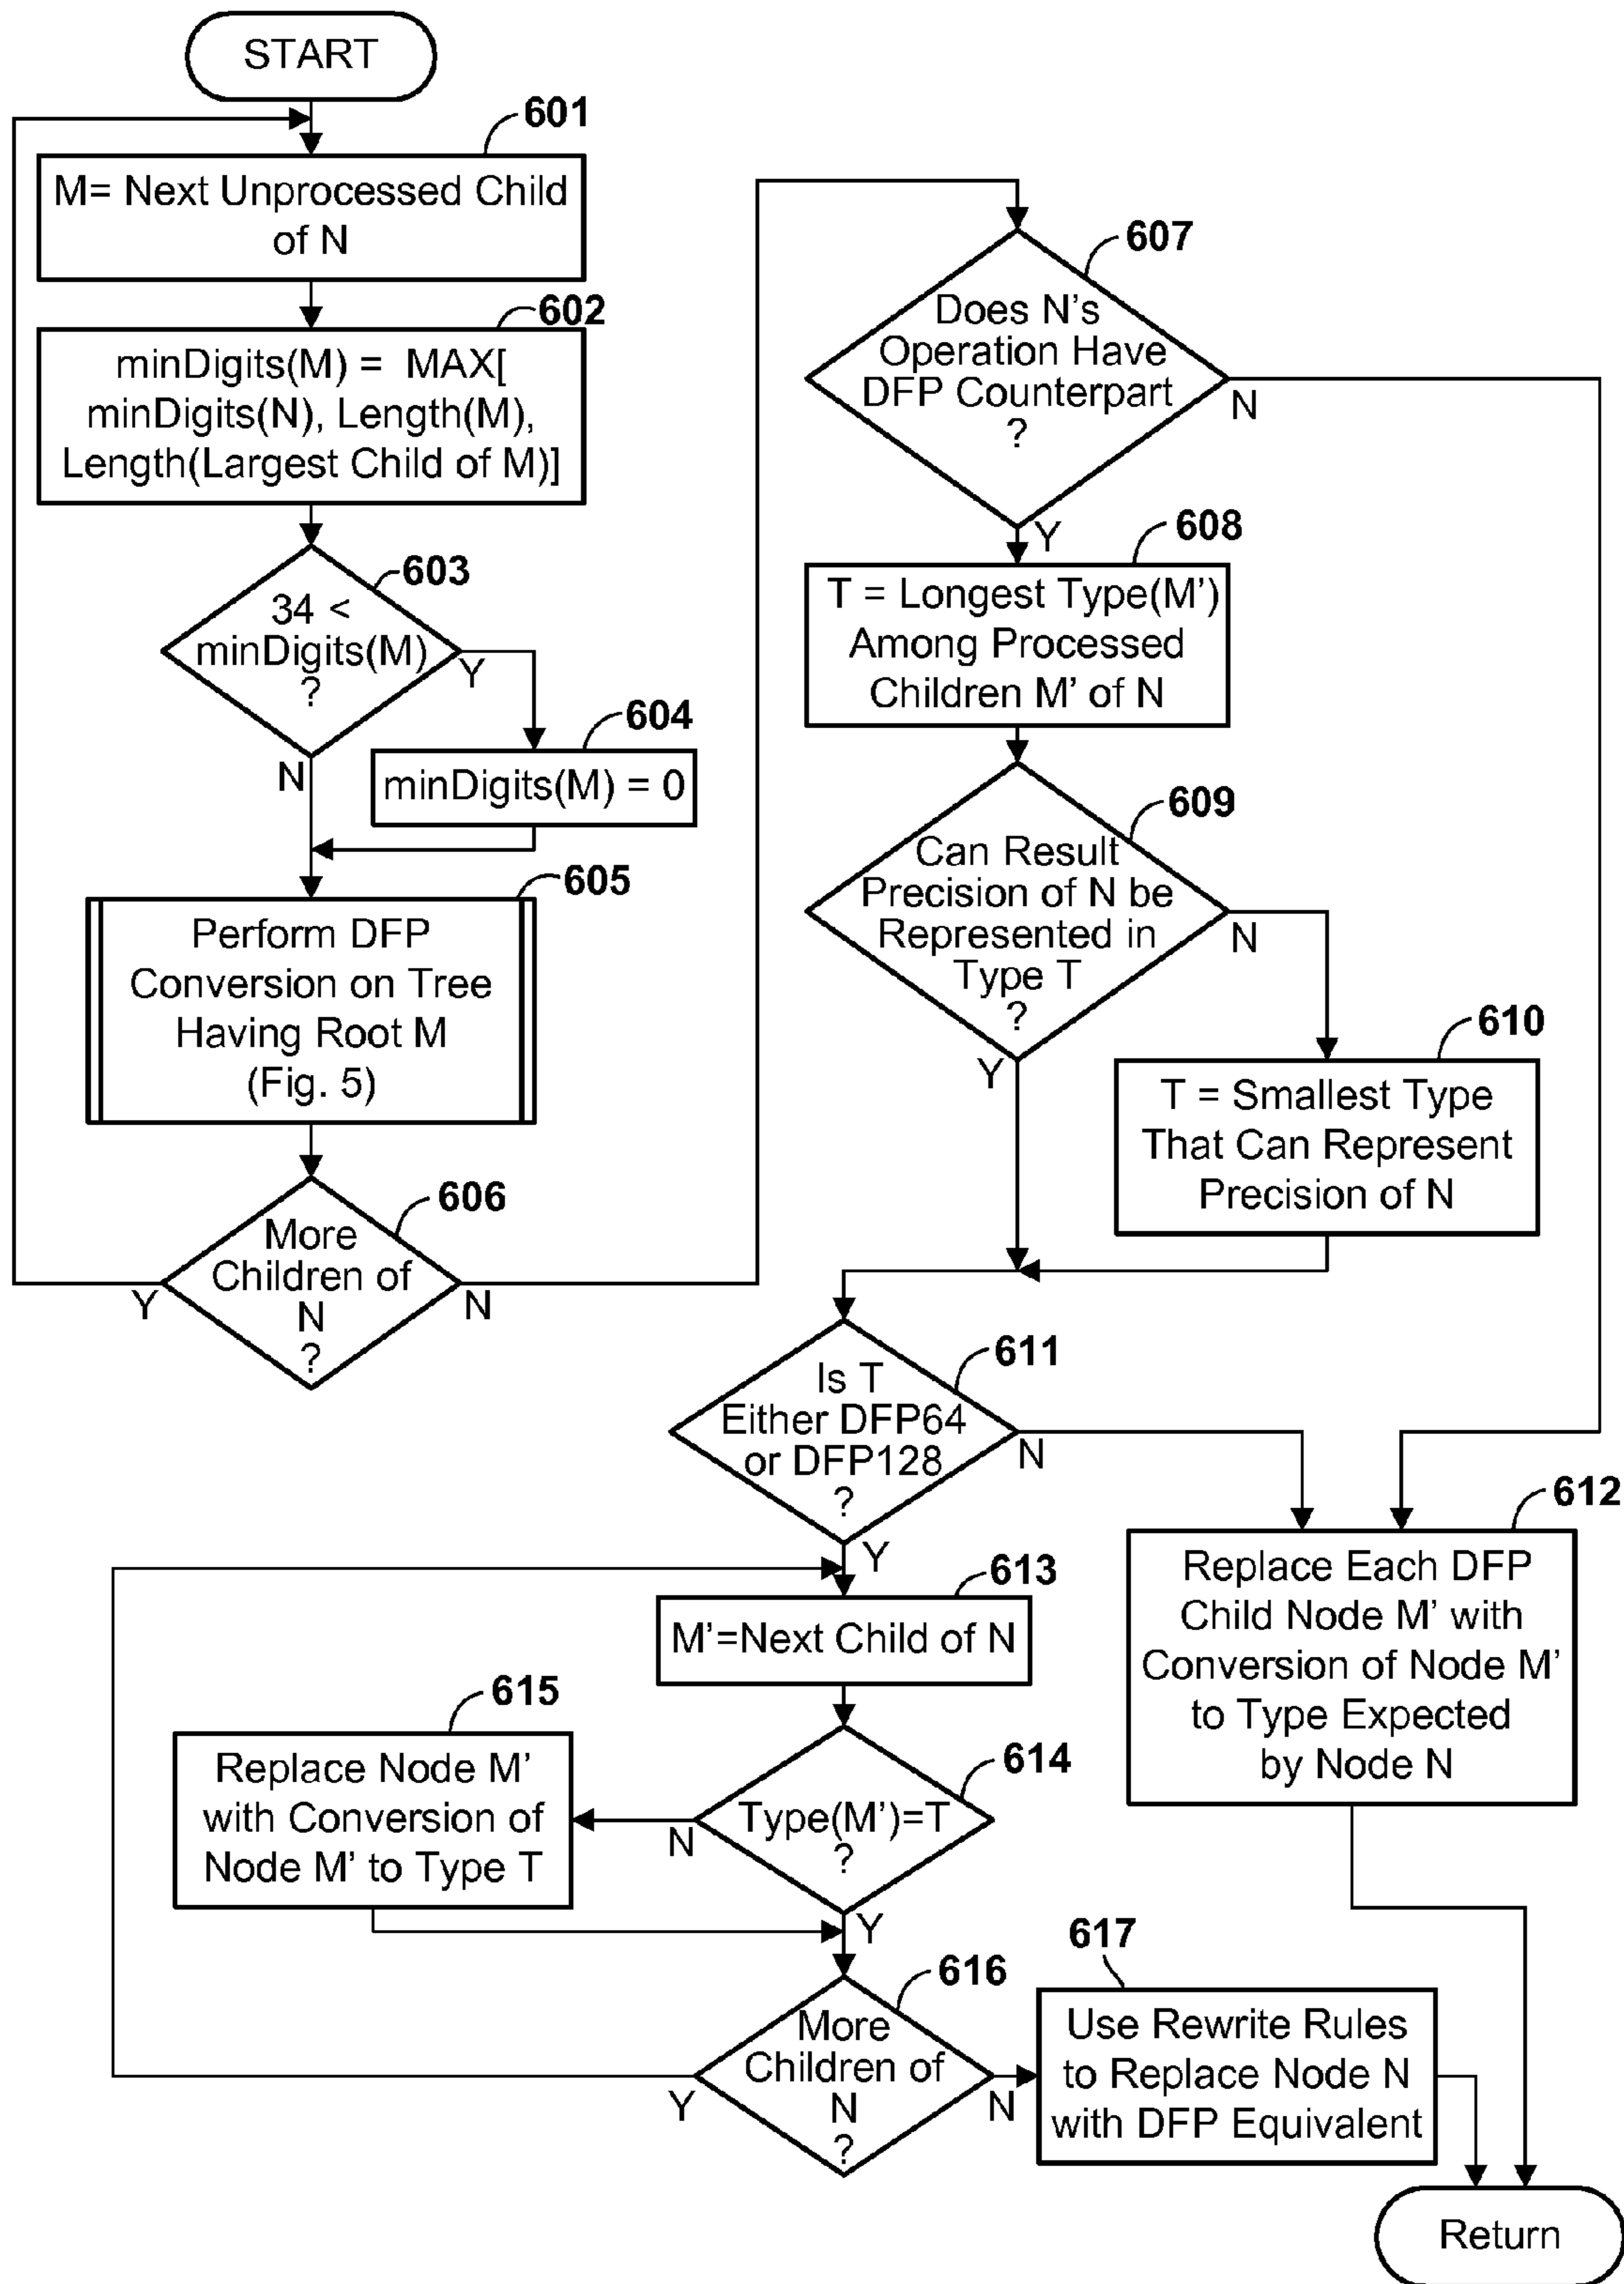 START
601
M= Next Unprocessed Child
of N
602
minDigits(M) = MAX[
minDigits(N), Length(M),
Length(Largest Child of M)]
603
34 <
minDigits(M)
?
Y
N
604
minDigits(M) = 0
605
Perform DFP
Conversion on Tree
Having Root M
(Fig. 5)
606
More
Children of
N
?
Y
N
607
Does N's
Operation Have
DFP Counterpart
?
N
Y
608
T = Longest Type(M')
Among Processed
Children M' of N
609
Can Result
Precision of N be
Represented in
Type T
?
N
Y
610
T = Smallest Type
That Can Represent
Precision of N
611
Is T
Either DFP64
or DFP128
?
N
Y
612
Replace Each DFP
Child Node M' with
Conversion of Node M'
to Type Expected
by Node N
613
M'=Next Child of N
614
Type(M')=T
?
N
Y
615
Replace Node M'
with Conversion of
Node M' to Type T
616
More
Children of
N
?
Y
N
617
Use Rewrite Rules
to Replace Node N
with DFP Equivalent
Return